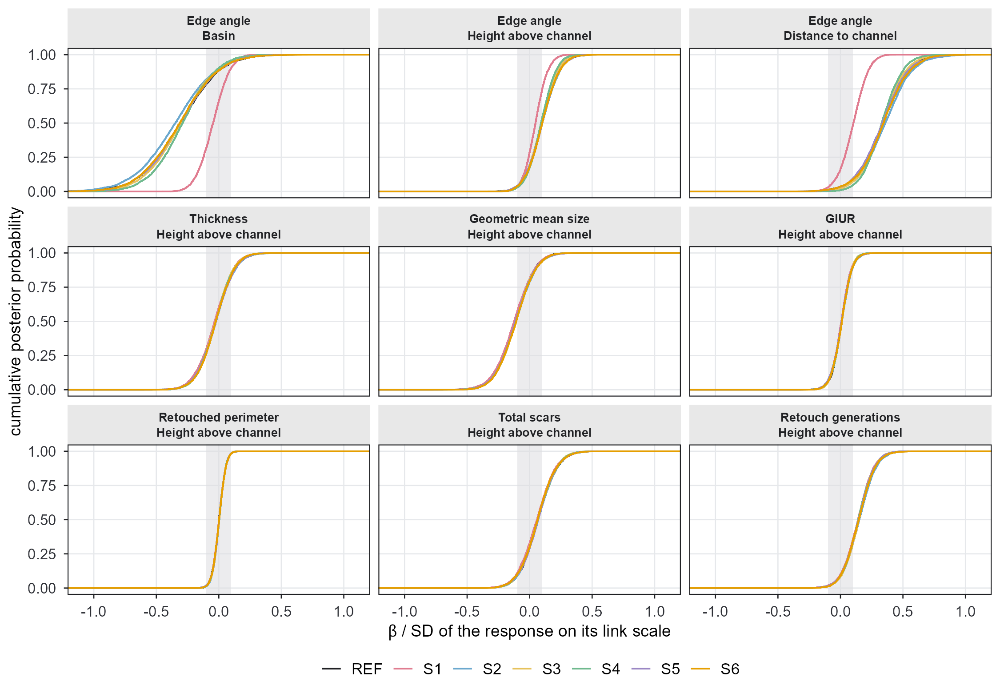 Edge angle
Basin
Edge angle
Height above channel
Edge angle
Distance to channel
1.00
0.75
0.50
0.25
0.00
Thickness
Height above channel
Geometric mean size
Height above channel
GIUR
Height above channel
1.00
0.75
0.50
0.25
0.00
Retouched perimeter
Height above channel
Total scars
Height above channel
Retouch generations
Height above channel
1.00
0.75
0.50
0.25
0.00
cumulative posterior probability
-1.0 -0.5 0.0 0.5 1.0
-1.0 -0.5 0.0 0.5 1.0
-1.0 -0.5 0.0 0.5 1.0
β / SD of the response on its link scale
REF S1 S2 S3 S4 S5 S6